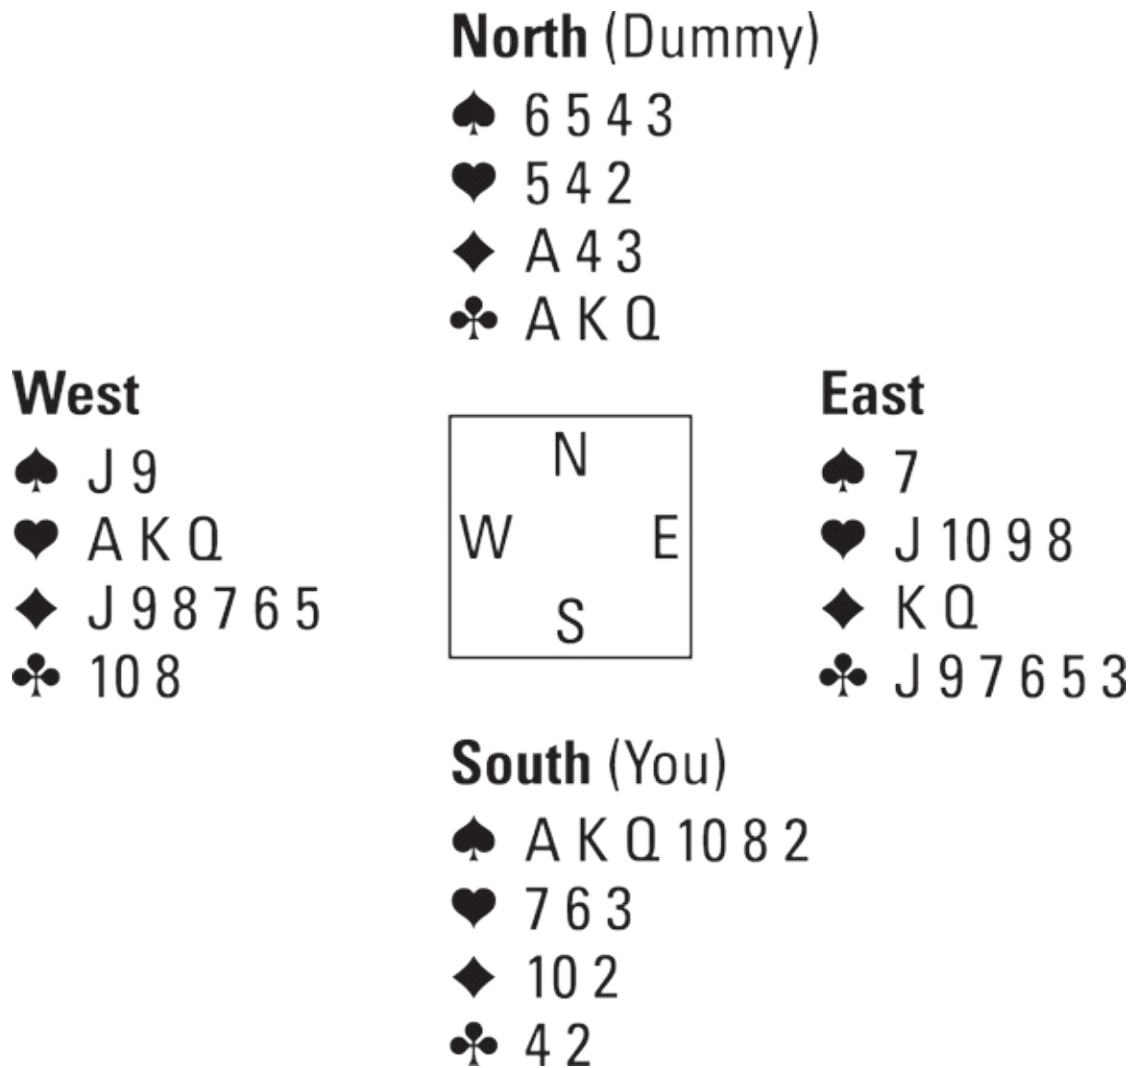 North (Dummy)
♠ 6 5 4 3
♥ 5 4 2
♦ A 4 3
♣ A K Q
West
♠ J 9
♥ A K Q
♦ J 9 8 7 6 5
♣ 10 8
N
W E
S
East
♠ 7
♥ J 10 9 8
♦ K Q
♣ J 9 7 6 5 3
South (You)
♠ A K Q 10 8 2
♥ 7 6 3
♦ 10 2
♣ 4 2